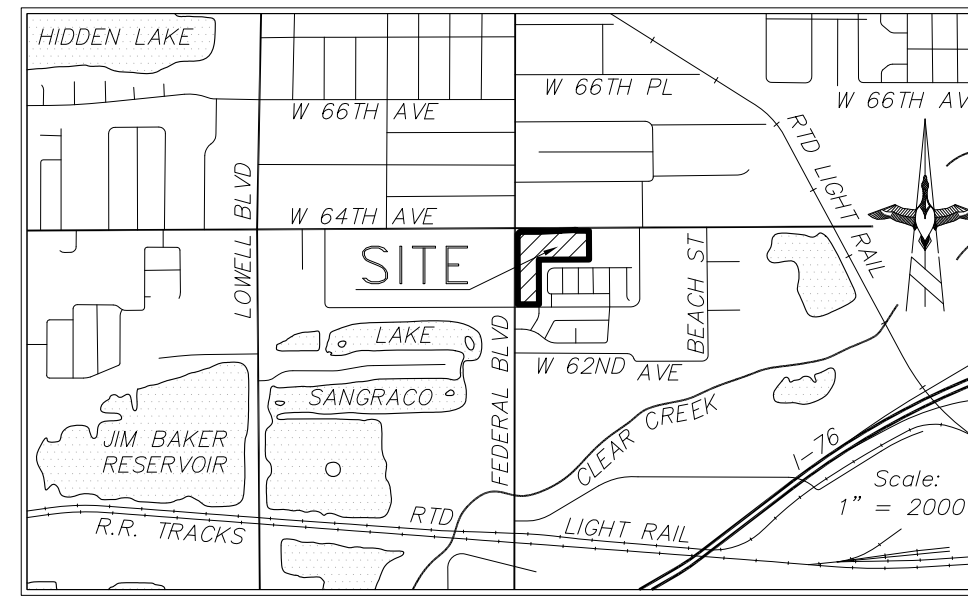 HIDDEN LAKE
W 66TH AVE
W 66TH PL
W 66TH AV
RTD LIGHT RAIL
LOWELL BLVD
W 64TH AVE
SITE
BEACH ST
LAKE
SANGRACO
FEDERAL BLVD
W 62ND AVE
CLEAR CREEK
JIM BAKER
RESERVOIR
I-76
Scale:
1" = 2000
R.R. TRACKS
RTD LIGHT RAIL